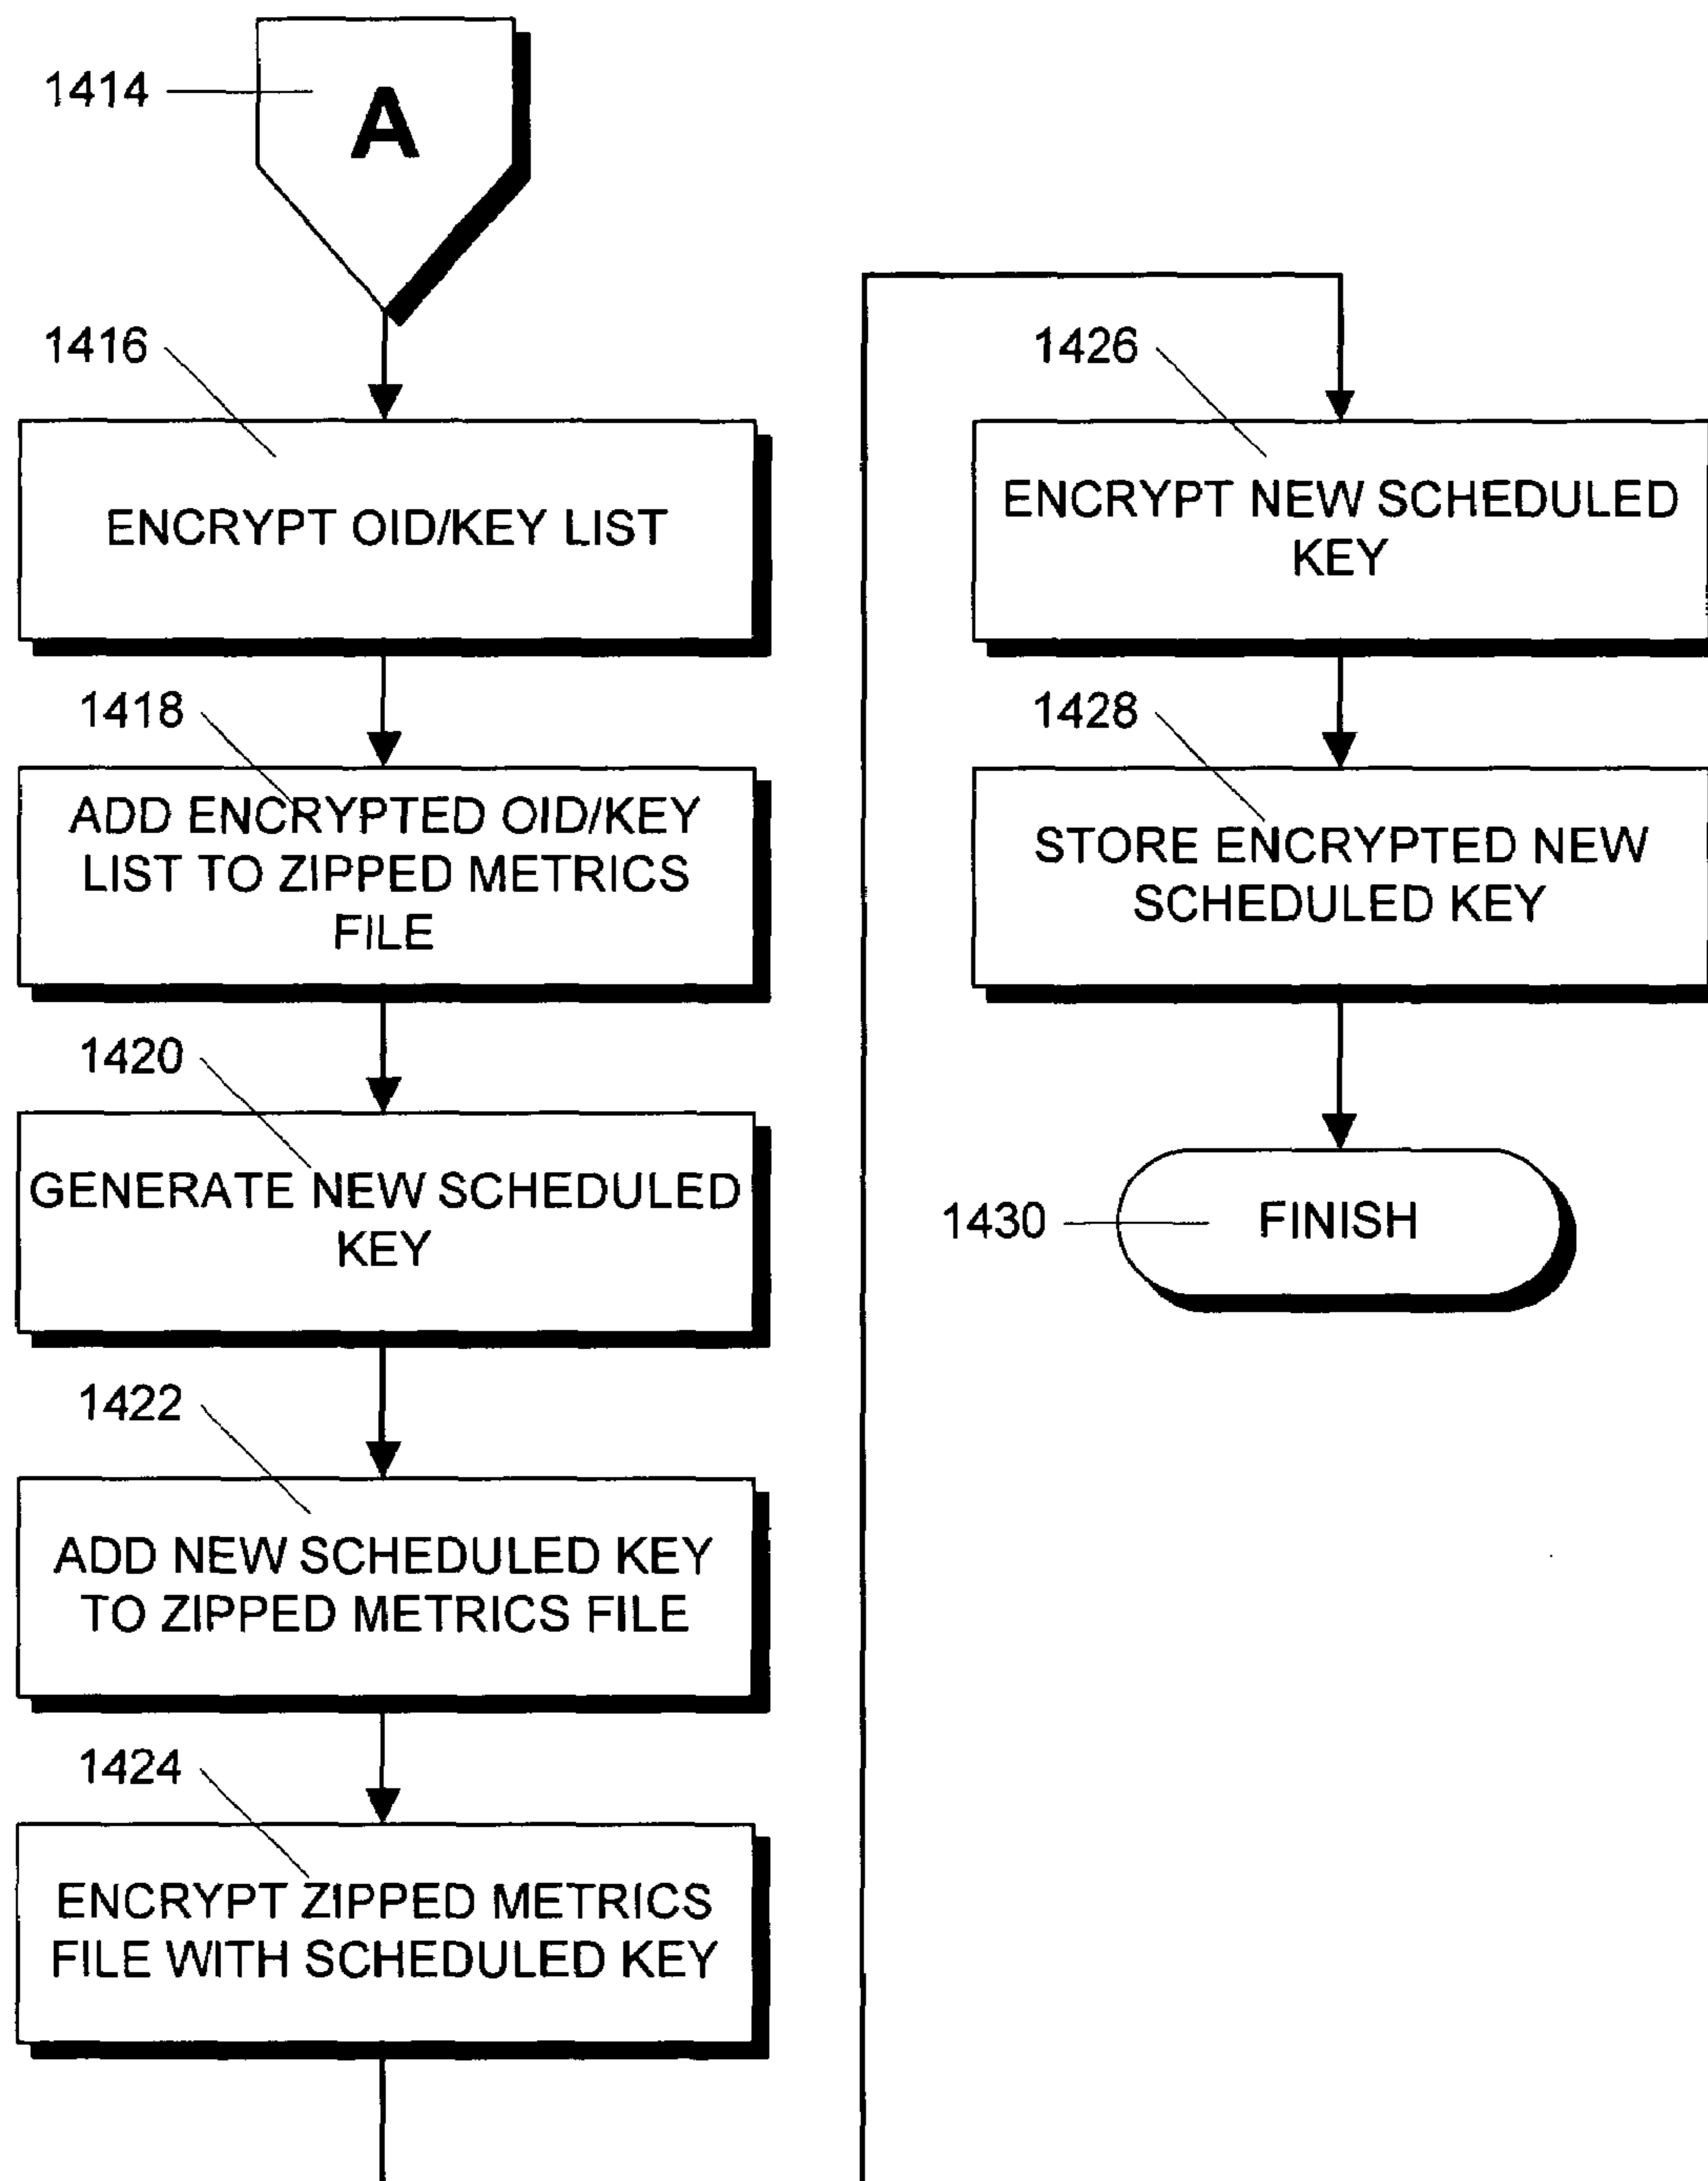 1414
A
1416
ENCRYPT OID/KEY LIST
1418
ADD ENCRYPTED OID/KEY
LIST TO ZIPPED METRICS
FILE
1420
GENERATE NEW SCHEDULED
KEY
1422
ADD NEW SCHEDULED KEY
TO ZIPPED METRICS FILE
1424
ENCRYPT ZIPPED METRICS
FILE WITH SCHEDULED KEY
1426
ENCRYPT NEW SCHEDULED
KEY
1428
STORE ENCRYPTED NEW
SCHEDULED KEY
1430
FINISH